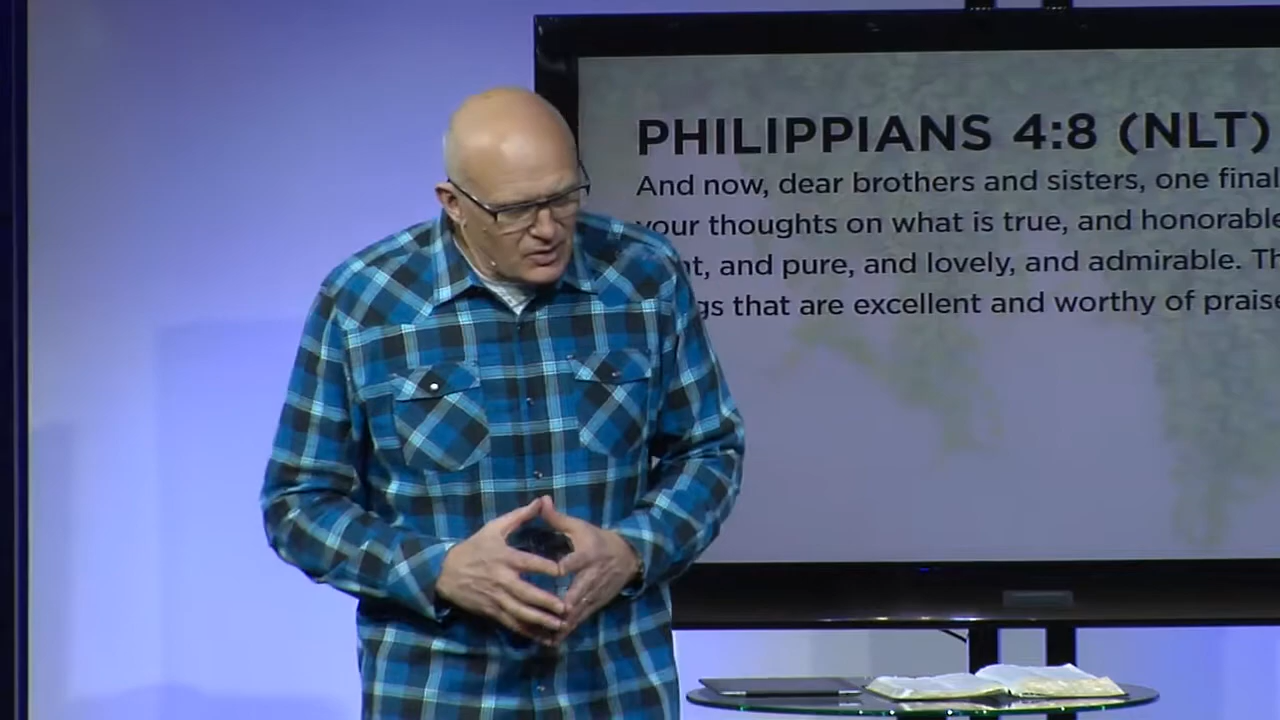 PHILIPPIANS 4:8 (NLT)
And now, dear brothers and sisters, one final
your thoughts on what is true, and honorable
and pure, and lovely, and admirable.
that are excellent and worthy of praise